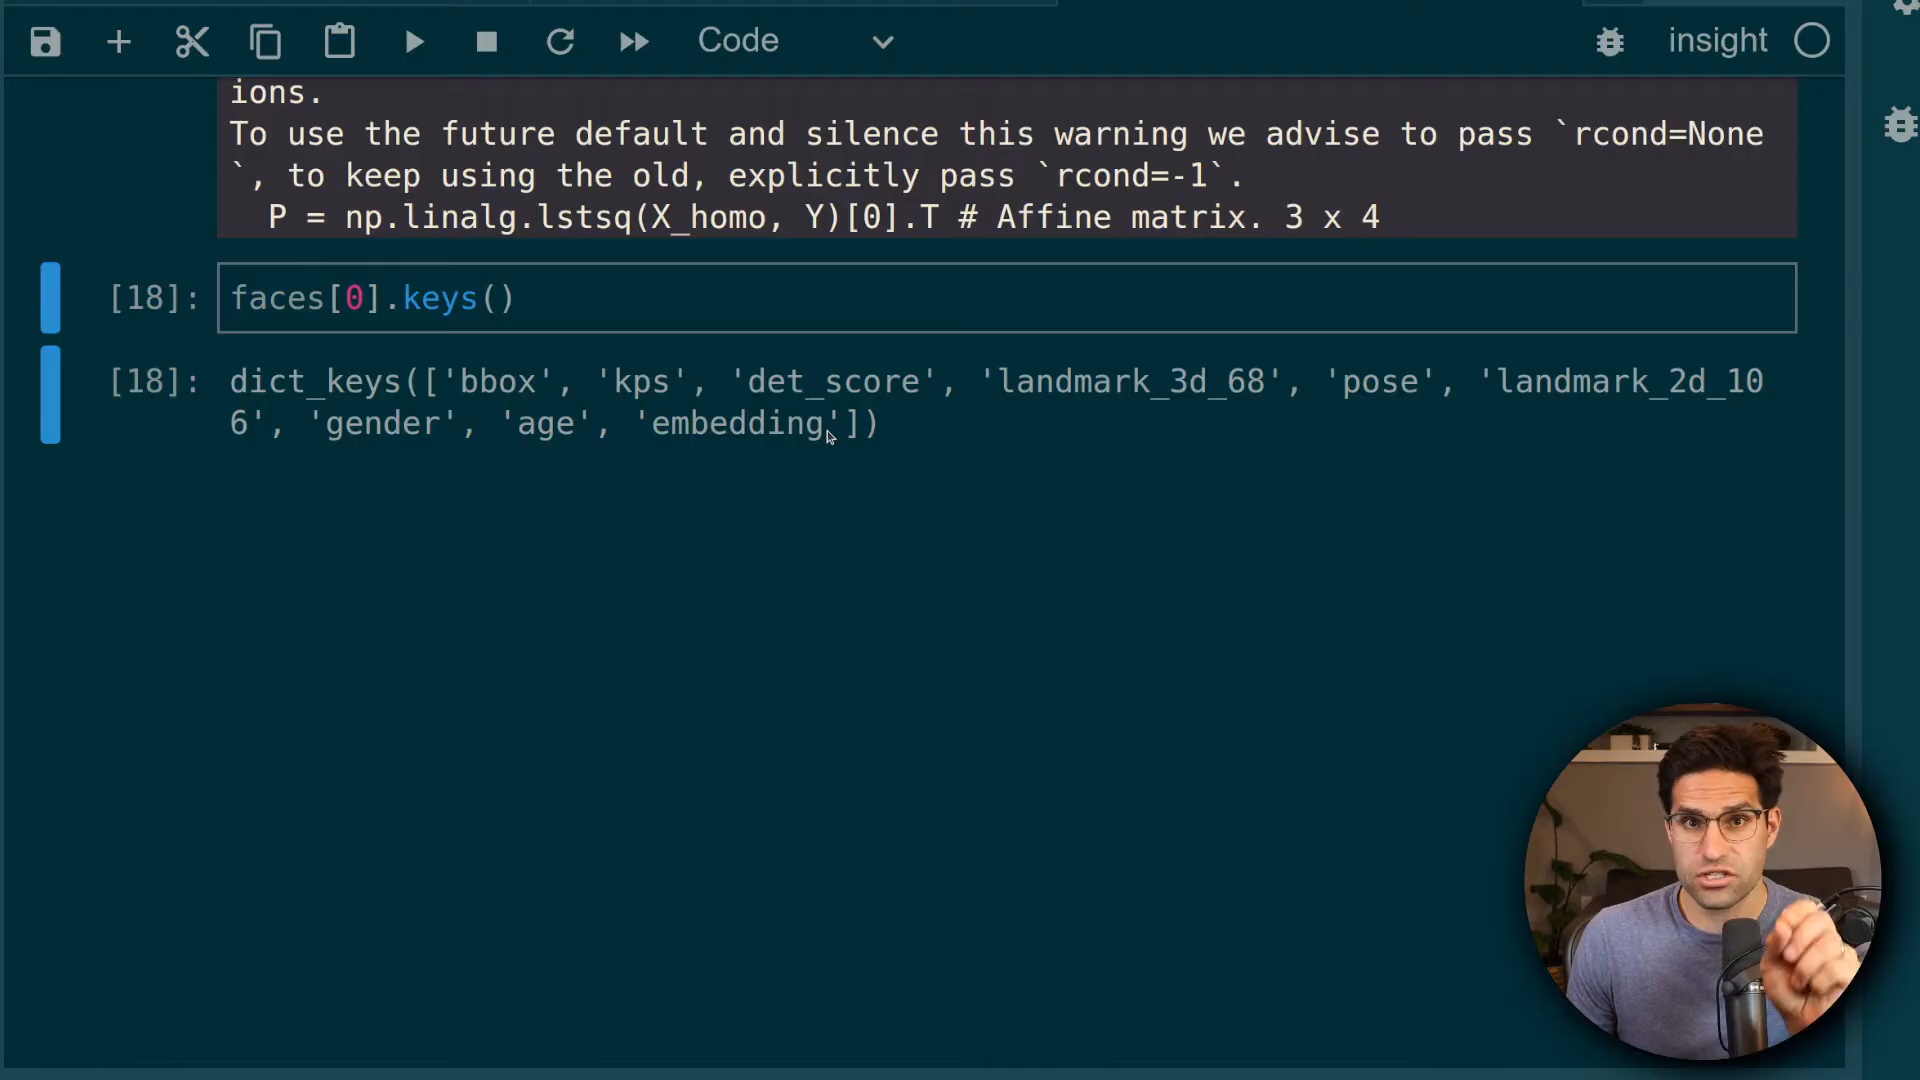 Code
insight
ions.
To use the future default and silence this warning we advise to pass `rcond=None
`, to keep using the old, explicitly pass `rcond=-1`.
P = np.linalg.lstsq(X_homo, Y)[0].T # Affine matrix. 3 x 4
[18]: faces[0].keys()
[18]: dict_keys(['bbox', 'kps', 'det_score', 'landmark_3d_68', 'pose', 'landmark_2d_10
6', 'gender', 'age', 'embedding'])